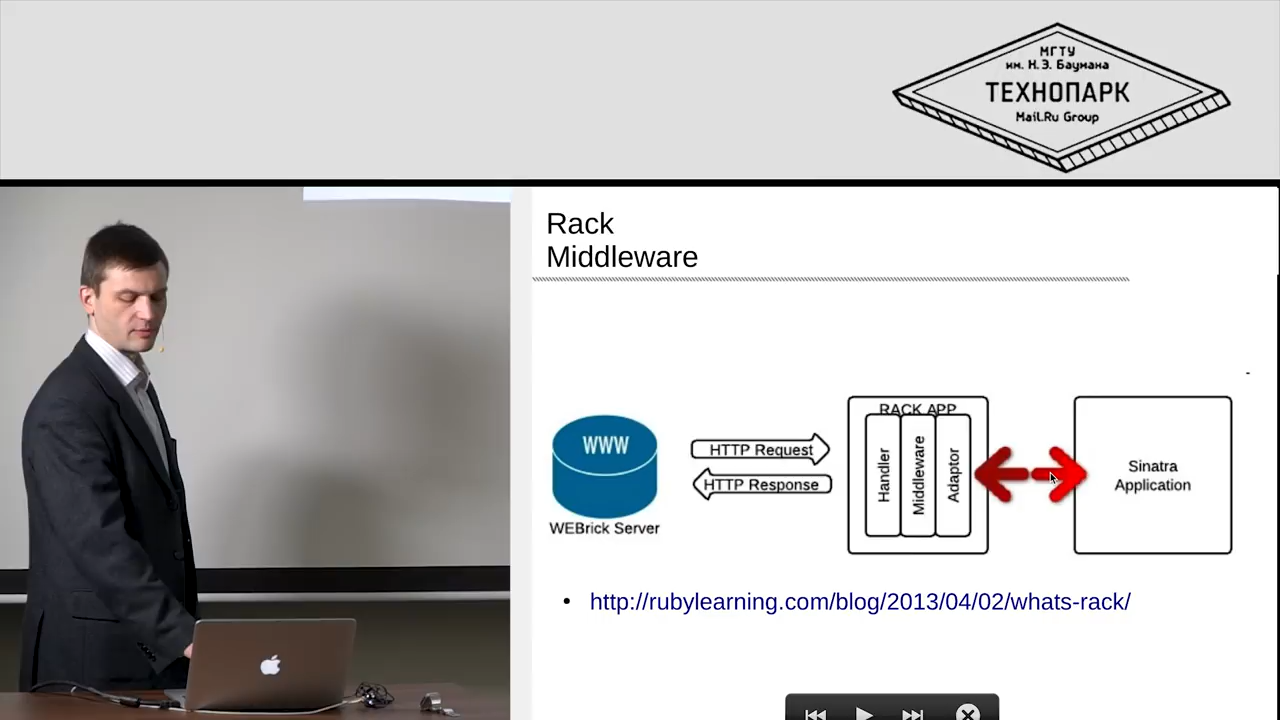 МГТУ
им. Н.Э. Баумана
ТЕХНОПАРК
Mail.Ru Group
Rack
Middleware
RACK APP
WWW
HTTP Request
HTTP Response
Handler
Middleware
Adaptor
Sinatra
Application
WEBrick Server
• http://rubylearning.com/blog/2013/04/02/whats-rack/